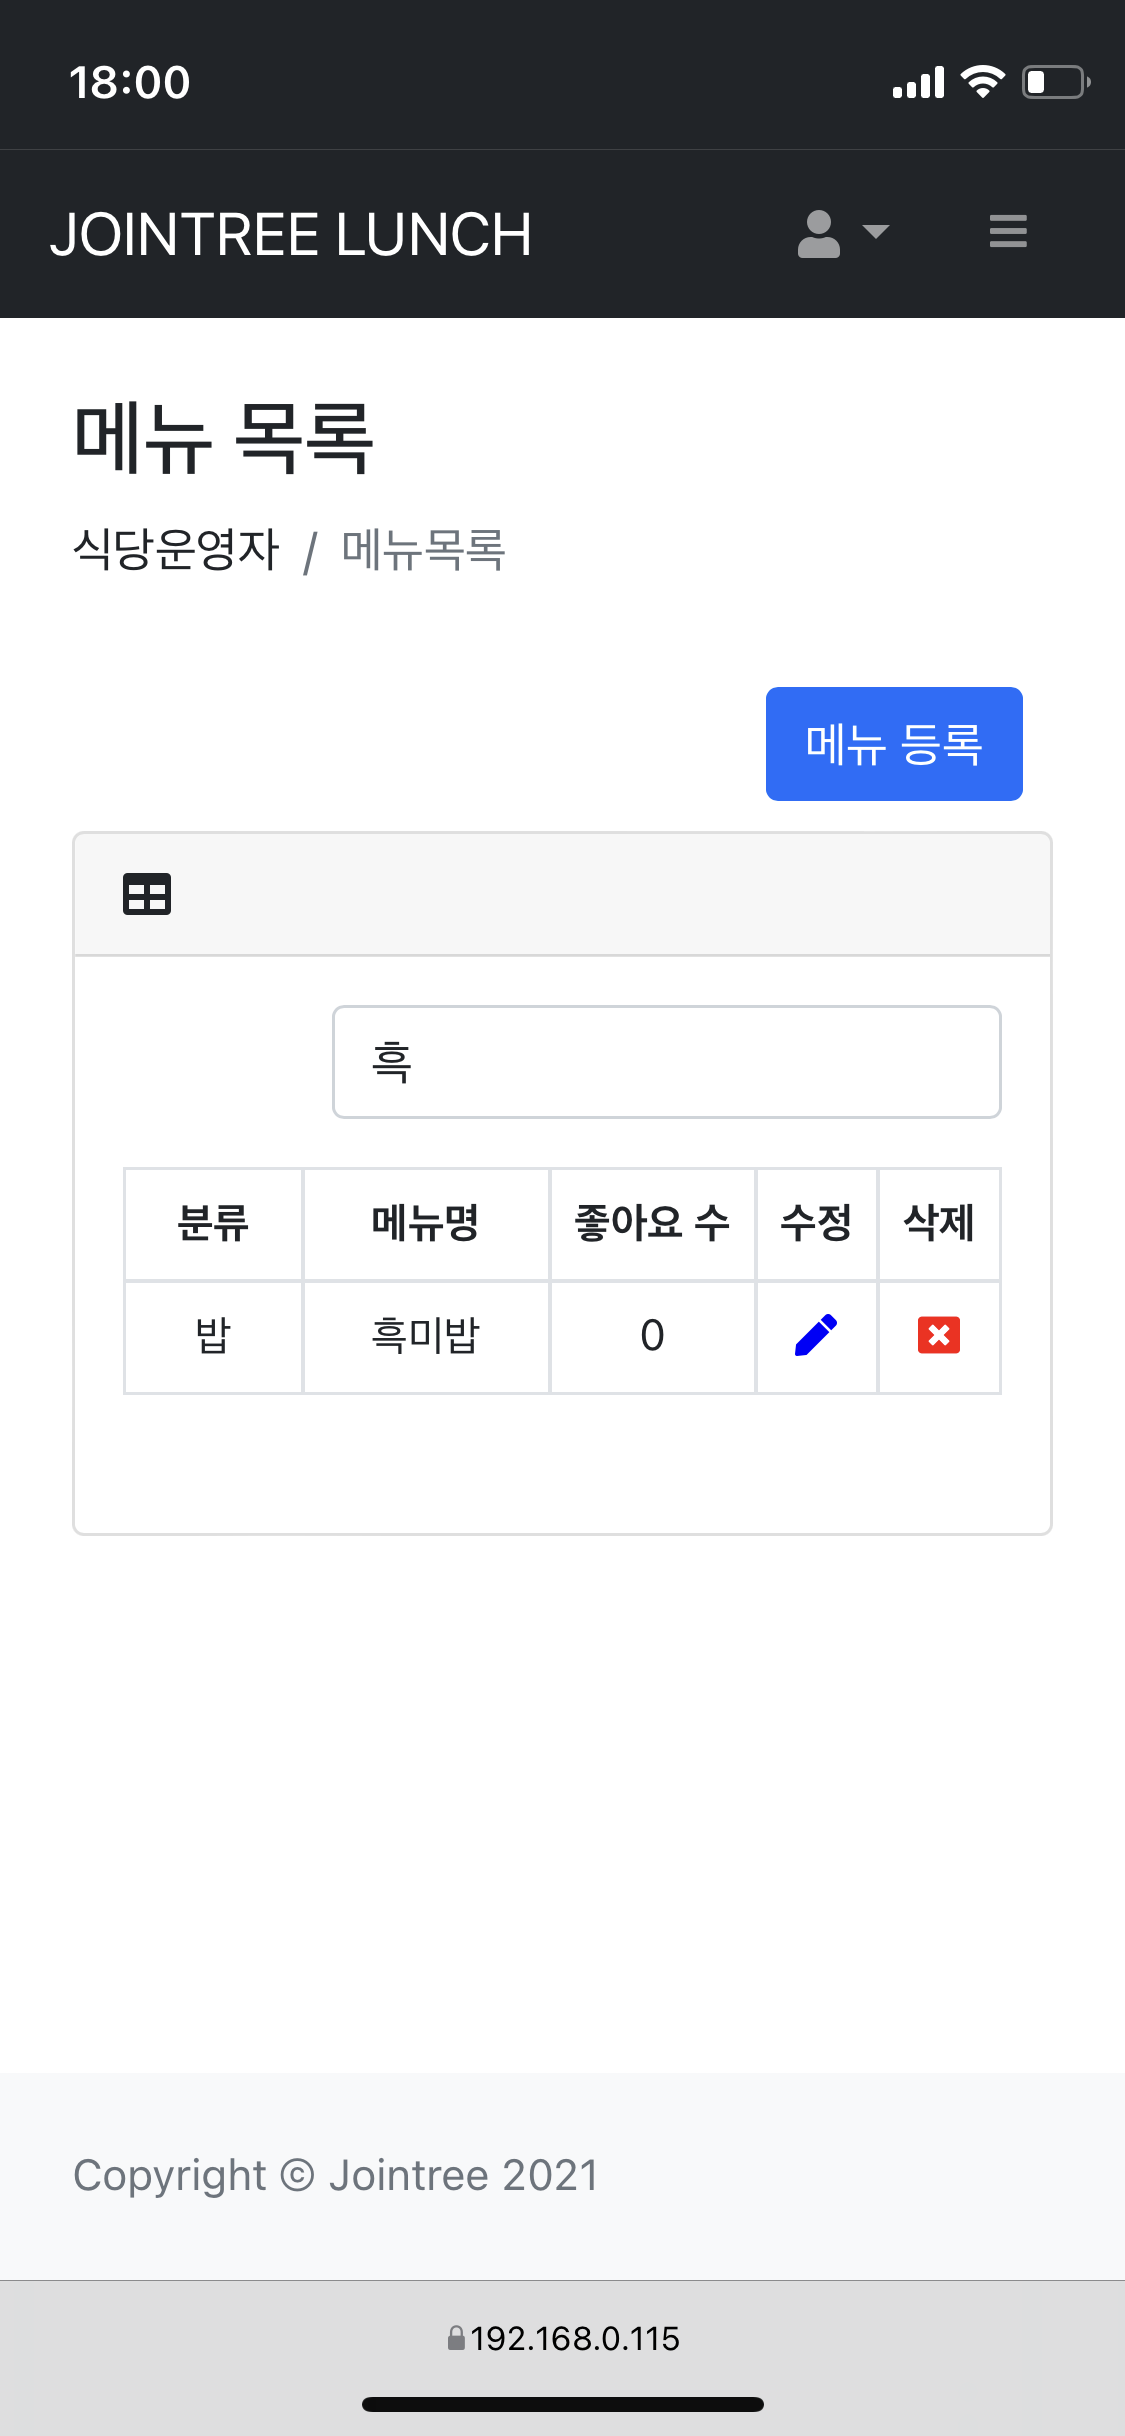 18:00
JOINTREE LUNCH
메뉴 목록
식당운영자 / 메뉴목록
메뉴 등록
흑
분류 메뉴명 좋아요 수 수정 삭제
밥 흑미밥 0
Copyright © Jointree 2021
192.168.0.115